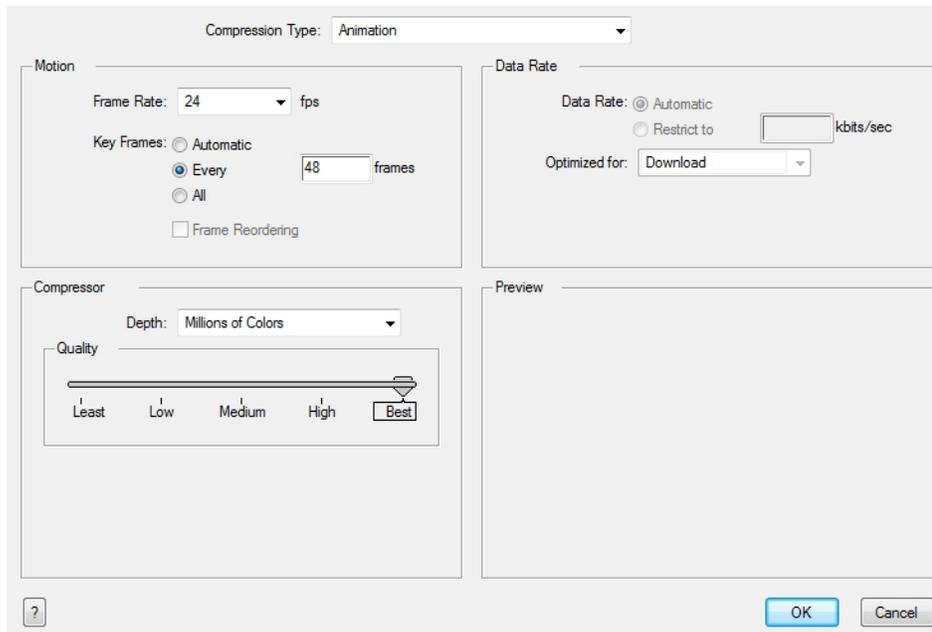 Compression Type: Animation
Motion
Frame Rate: 24 fps
Key Frames: Automatic
Every 48 frames
All
Frame Reordering
Data Rate
Data Rate: Automatic
Restrict to kbits/sec
Optimized for: Download
Compressor
Depth: Millions of Colors
Quality
Least Low Medium High Best
Preview
? OK Cancel